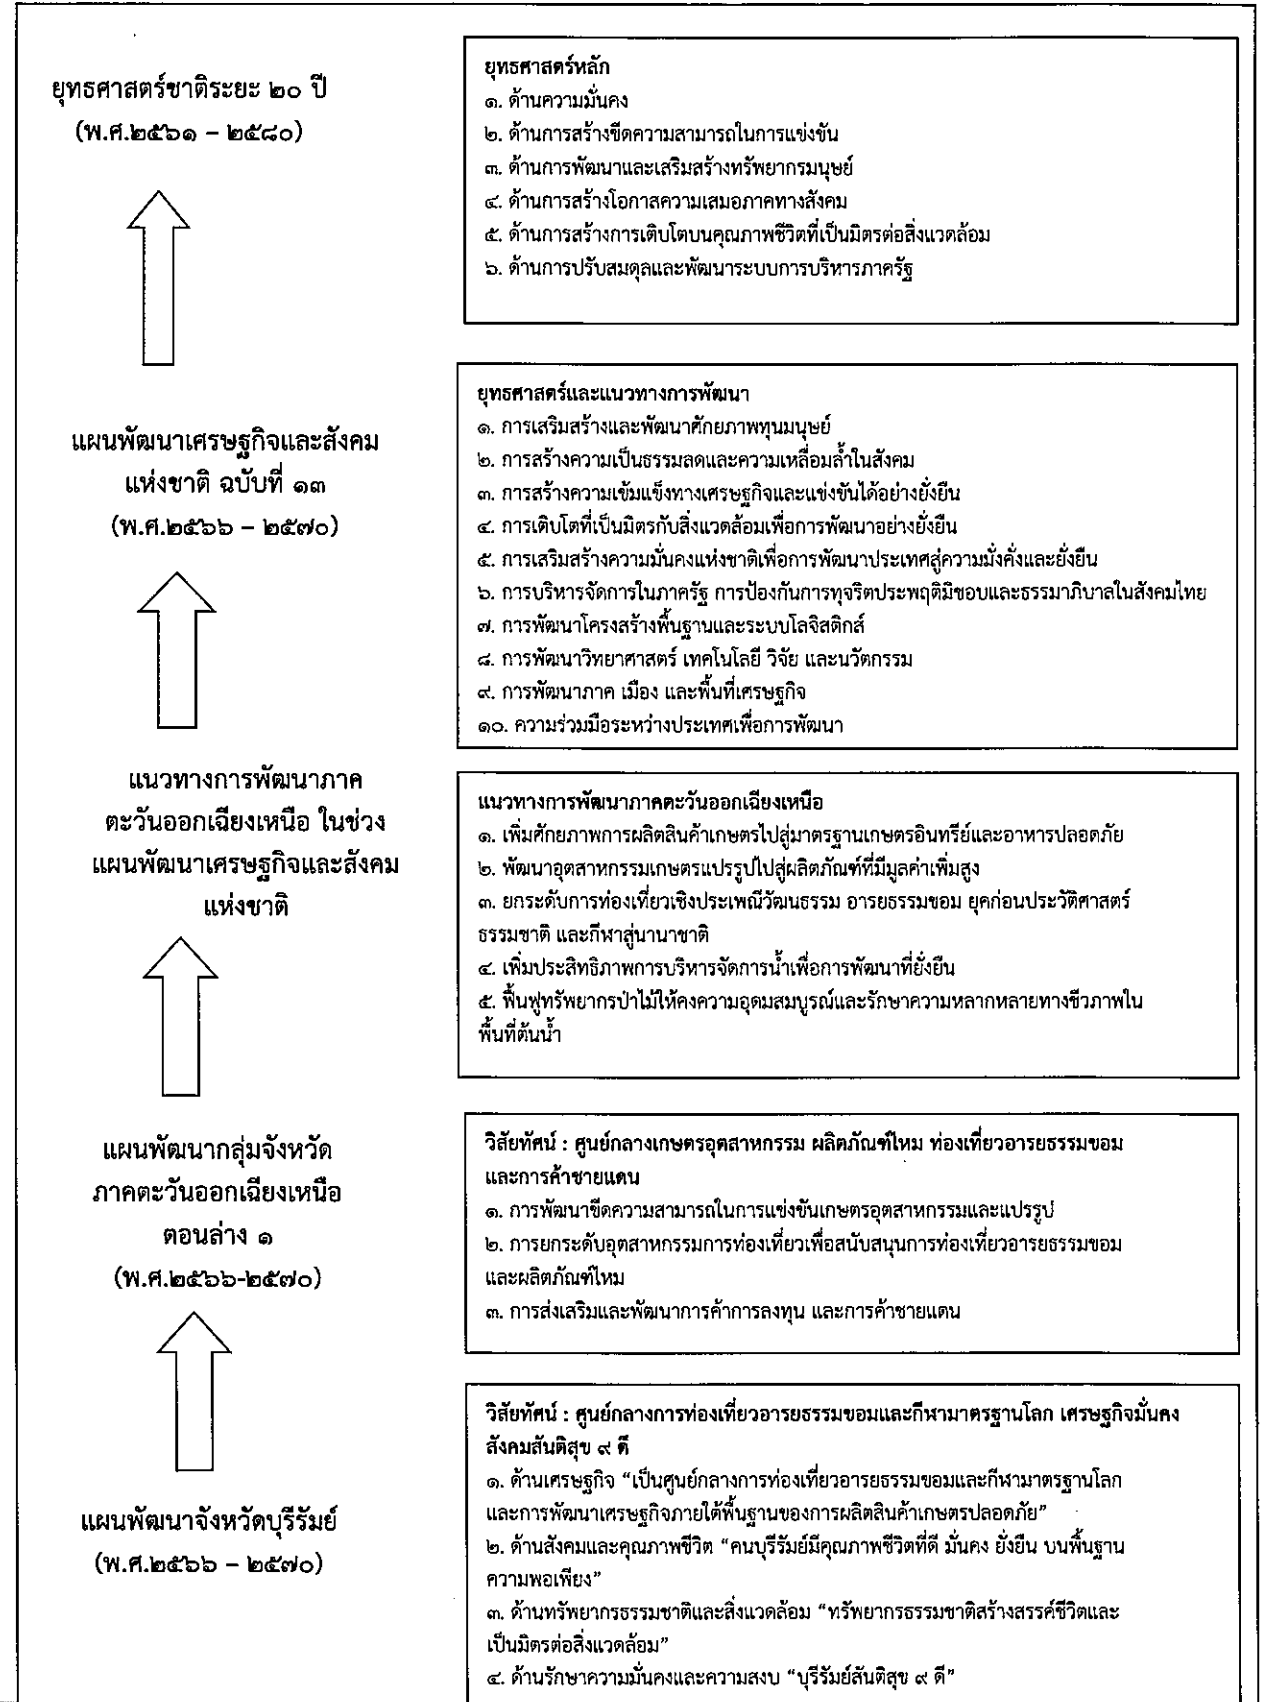 ยุทธศาสตร์ชาติระยะ ๒๐ ปี
(พ.ศ.๒๕๖๑ – ๒๕๘๐)
ยุทธศาสตร์หลัก
๑. ด้านความมั่นคง
๒. ด้านการสร้างขีดความสามารถในการแข่งขัน
๓. ด้านการพัฒนาและเสริมสร้างทรัพยากรมนุษย์
๔. ด้านการสร้างโอกาสความเสมอภาคทางสังคม
๕. ด้านการสร้างการเติบโตบนคุณภาพชีวิตที่เป็นมิตรต่อสิ่งแวดล้อม
๖. ด้านการปรับสมดุลและพัฒนาระบบการบริหารภาครัฐ
แผนพัฒนาเศรษฐกิจและสังคม
แห่งชาติ ฉบับที่ ๑๓
(พ.ศ.๒๕๖๖ – ๒๕๗๐)
ยุทธศาสตร์และแนวทางการพัฒนา
๑. การเสริมสร้างและพัฒนาศักยภาพทุนมนุษย์
๒. การสร้างความเป็นธรรมลดและความเหลื่อมล้ำในสังคม
๓. การสร้างความเข้มแข็งทางเศรษฐกิจและแข่งขันได้อย่างยั่งยืน
๔. การเติบโตที่เป็นมิตรกับสิ่งแวดล้อมเพื่อการพัฒนาอย่างยั่งยืน
๕. การเสริมสร้างความมั่นคงแห่งชาติเพื่อการพัฒนาประเทศสู่ความมั่งคั่งและยั่งยืน
๖. การบริหารจัดการในภาครัฐ การป้องกันการทุจริตประพฤติมิชอบและธรรมาภิบาลในสังคมไทย
๗. การพัฒนาโครงสร้างพื้นฐานและระบบโลจิสติกส์
๘. การพัฒนาวิทยาศาสตร์ เทคโนโลยี วิจัย และนวัตกรรม
๙. การพัฒนาภาค เมือง และพื้นที่เศรษฐกิจ
๑๐. ความร่วมมือระหว่างประเทศเพื่อการพัฒนา
แนวทางการพัฒนาภาค
ตะวันออกเฉียงเหนือ ในช่วง
แผนพัฒนาเศรษฐกิจและสังคม
แห่งชาติ
แนวทางการพัฒนาภาคตะวันออกเฉียงเหนือ
๑. เพิ่มศักยภาพการผลิตสินค้าเกษตรไปสู่มาตรฐานเกษตรอินทรีย์และอาหารปลอดภัย
๒. พัฒนาอุตสาหกรรมเกษตรแปรรูปไปสู่ผลิตภัณฑ์ที่มีมูลค่าเพิ่มสูง
๓. ยกระดับการท่องเที่ยวเชิงประเพณีวัฒนธรรม อารยธรรมขอม ยุคก่อนประวัติศาสตร์
ธรรมชาติ และกีฬาสู่นานาชาติ
๔. เพิ่มประสิทธิภาพการบริหารจัดการน้ำเพื่อการพัฒนาที่ยั่งยืน
๕. ฟื้นฟูทรัพยากรป่าไม้ให้คงความอุดมสมบูรณ์และรักษาความหลากหลายทางชีวภาพใน
พื้นที่ต้นน้ำ
แผนพัฒนากลุ่มจังหวัด
ภาคตะวันออกเฉียงเหนือ
ตอนล่าง ๑
(พ.ศ.๒๕๖๖-๒๕๗๐)
วิสัยทัศน์ : ศูนย์กลางเกษตรอุตสาหกรรม ผลิตภัณฑ์ไหม ท่องเที่ยวอารยธรรมขอม
และการค้าชายแดน
๑. การพัฒนาขีดความสามารถในการแข่งขันเกษตรอุตสาหกรรมและแปรรูป
๒. การยกระดับอุตสาหกรรมการท่องเที่ยวเพื่อสนับสนุนการท่องเที่ยวอารยธรรมขอม
และผลิตภัณฑ์ไหม
๓. การส่งเสริมและพัฒนาการค้าการลงทุน และการค้าชายแดน
แผนพัฒนาจังหวัดบุรีรัมย์
(พ.ศ.๒๕๖๖ – ๒๕๗๐)
วิสัยทัศน์ : ศูนย์กลางการท่องเที่ยวอารยธรรมขอมและกีฬามาตรฐานโลก เศรษฐกิจมั่นคง
สังคมสันติสุข ๙ ดี
๑. ด้านเศรษฐกิจ “เป็นศูนย์กลางการท่องเที่ยวอารยธรรมขอมและกีฬามาตรฐานโลก
และการพัฒนาเศรษฐกิจภายใต้พื้นฐานของการผลิตสินค้าเกษตรปลอดภัย”
๒. ด้านสังคมและคุณภาพชีวิต “คนบุรีรัมย์มีคุณภาพชีวิตที่ดี มั่นคง ยั่งยืน บนพื้นฐาน
ความพอเพียง”
๓. ด้านทรัพยากรธรรมชาติและสิ่งแวดล้อม “ทรัพยากรธรรมชาติสร้างสรรค์ชีวิตและ
เป็นมิตรต่อสิ่งแวดล้อม”
๔. ด้านรักษาความมั่นคงและความสงบ “บุรีรัมย์สันติสุข ๙ ดี”